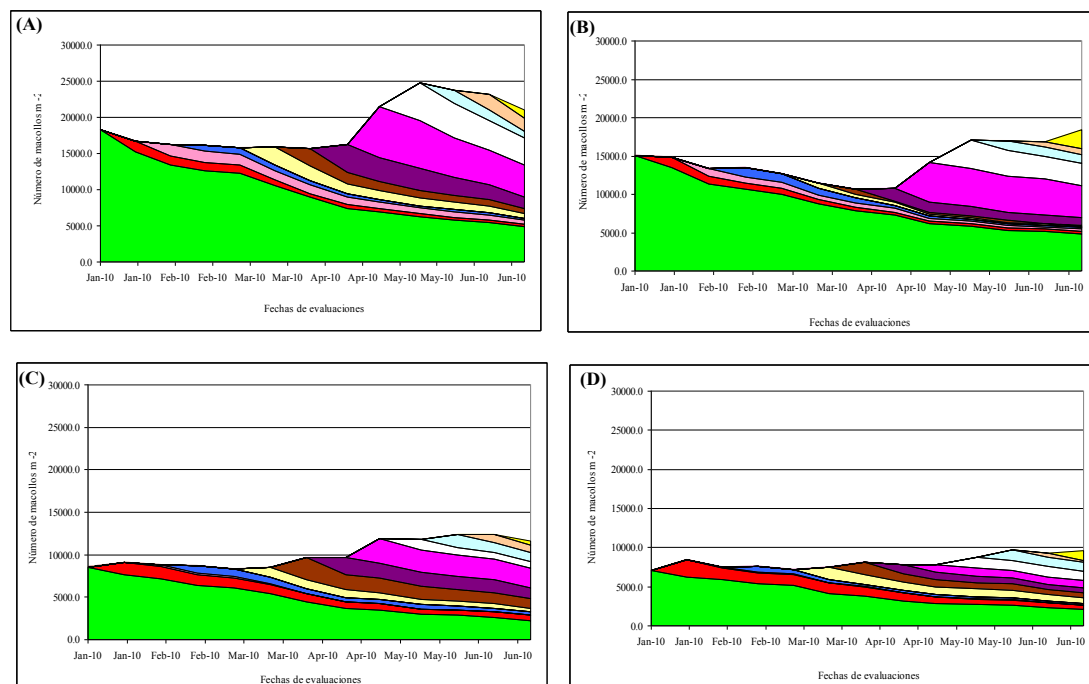 (A)
30000.0
25000.0
20000.0
15000.0
10000.0
5000.0
0.0
Número de macollos m -2
Jan-10 Jan-10 Feb-10 Feb-10 Mar-10 Mar-10 Apr-10 Apr-10 May-10 May-10 Jun-10 Jun-10
Fechas de evaluaciones
(B)
30000.0
25000.0
20000.0
15000.0
10000.0
5000.0
0.0
Número de macollos m -2
Jan-10 Jan-10 Feb-10 Feb-10 Mar-10 Mar-10 Apr-10 Apr-10 May-10 May-10 Jun-10 Jun-10
Fechas de evaluaciones
(C)
30000.0
25000.0
20000.0
15000.0
10000.0
5000.0
0.0
Número de macollos m -2
Jan-10 Jan-10 Feb-10 Feb-10 Mar-10 Mar-10 Apr-10 Apr-10 May-10 May-10 Jun-10 Jun-10
Fechas de evaluaciones
(D)
30000.0
25000.0
20000.0
15000.0
10000.0
5000.0
0.0
Número de macollos m -2
Jan-10 Jan-10 Feb-10 Feb-10 Mar-10 Mar-10 Apr-10 Apr-10 May-10 May-10 Jun-10 Jun-10
Fechas de evaluaciones